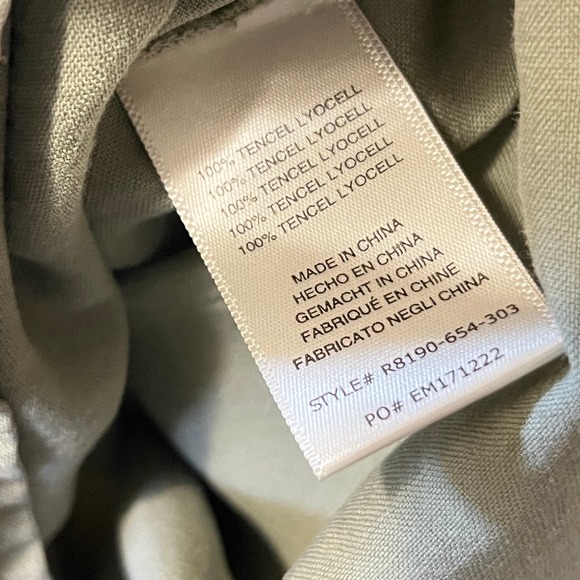 100% TENCEL LYOCELL
100% TENCEL LYOCELL
100% TENCEL LYOCELL
100% TENCEL LYOCELL
100% TENCEL LYOCELL
MADE IN CHINA
HECHO EN CHINA
GEMACHT IN CHINA
FABRIQUÉ EN CHINE
FABRICATO NEGLI CHINA
STYLE# R8190-654-303
PO# EM171222